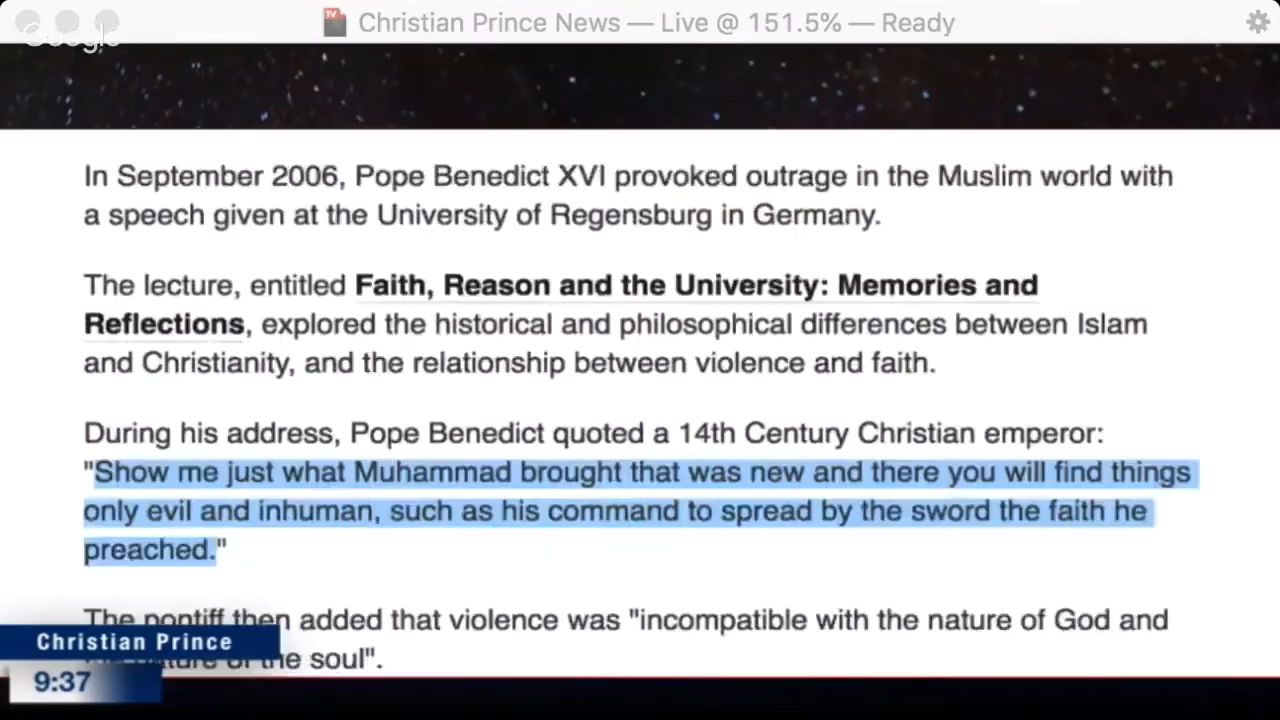 Christian Prince News — Live @ 151.5% — Ready
Google
In September 2006, Pope Benedict XVI provoked outrage in the Muslim world with
a speech given at the University of Regensburg in Germany.
The lecture, entitled Faith, Reason and the University: Memories and
Reflections, explored the historical and philosophical differences between Islam
and Christianity, and the relationship between violence and faith.
During his address, Pope Benedict quoted a 14th Century Christian emperor:
"Show me just what Muhammad brought that was new and there you will find things
only evil and inhuman, such as his command to spread by the sword the faith he
preached."
The pontiff then added that violence was "incompatible with the nature of God and
nature of the soul".
Christian Prince
9:37